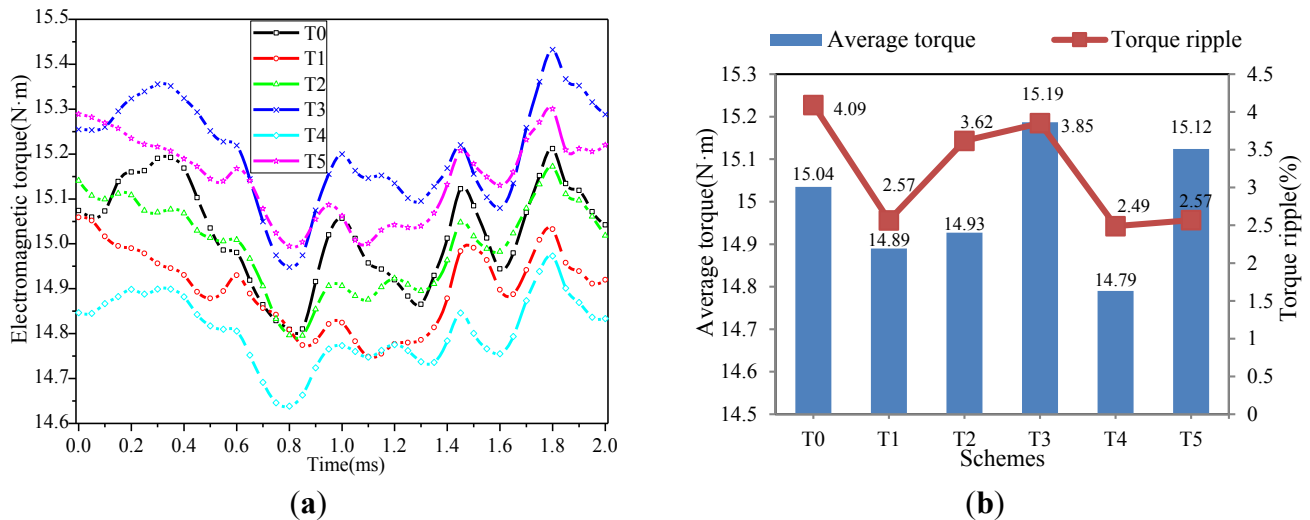 15.5
15.4
15.3
15.2
15.1
15.0
14.9
14.8
14.7
14.6
Electromagnetic torque(N·m)
T0
T1
T2
T3
T4
T5
0.0 0.2 0.4 0.6 0.8 1.0 1.2 1.4 1.6 1.8 2.0
Time(ms)
(a)
Average torque Torque ripple
15.3
15.2
15.1
15
14.9
14.8
14.7
14.6
14.5
Average torque(N·m)
4.09
2.57
3.62
3.85
2.49
2.57
15.04
14.89
14.93
15.19
14.79
15.12
4.5
4
3.5
3
2.5
2
1.5
1
0.5
0
Torque ripple(%)
T0 T1 T2 T3 T4 T5
Schemes
(b)